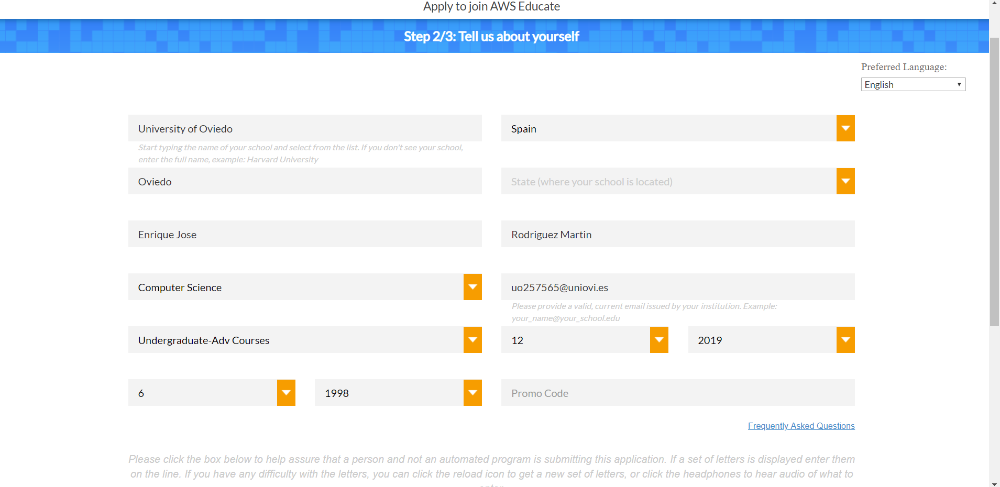 Apply to join AWS Educate
Step 2/3: Tell us about yourself
Preferred Language:
English
University of Oviedo
Spain
Start typing the name of your school and select from the list. If you don't see your school,
enter the full name, example: Harvard University
Oviedo
State (where your school is located)
Enrique Jose
Rodriguez Martin
Computer Science
uo257565@uniovi.es
Please provide a valid, current email issued by your institution. Example:
your_name@your_school.edu
Undergraduate-Adv Courses
12
2019
6
1998
Promo Code
Frequently Asked Questions
Please click the box below to help assure that a person and not an automated program is submitting this application. If a set of letters is displayed enter them
on the line. If you have any difficulty with the letters, you can click the reload icon to get a new set of letters, or click the headphones to hear audio of what to